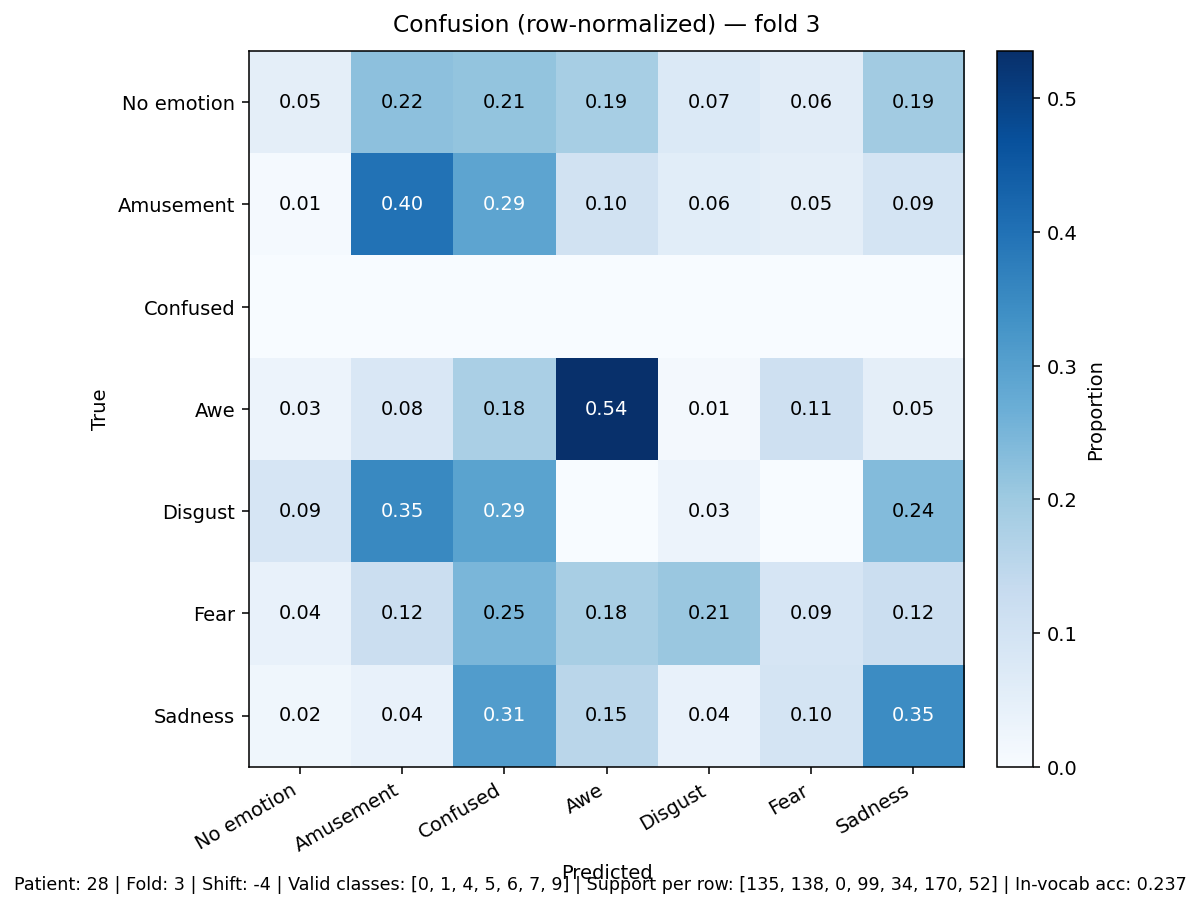 Confusion (row-normalized) — fold 3
No emotion 0.05 0.22 0.21 0.19 0.07 0.06 0.19
Amusement 0.01 0.40 0.29 0.10 0.06 0.05 0.09
Confused
Awe 0.03 0.08 0.18 0.54 0.01 0.11 0.05
Disgust 0.09 0.35 0.29 0.03 0.24
Fear 0.04 0.12 0.25 0.18 0.21 0.09 0.12
Sadness 0.02 0.04 0.31 0.15 0.04 0.10 0.35
True
No emotion Amusement Confused Awe Disgust Fear Sadness
Predicted
0.5
0.4
0.3
0.2
0.1
0.0
Proportion
Patient: 28 | Fold: 3 | Shift: -4 | Valid classes: [0, 1, 4, 5, 6, 7, 9] | Support per row: [135, 138, 0, 99, 34, 170, 52] | In-vocab acc: 0.237